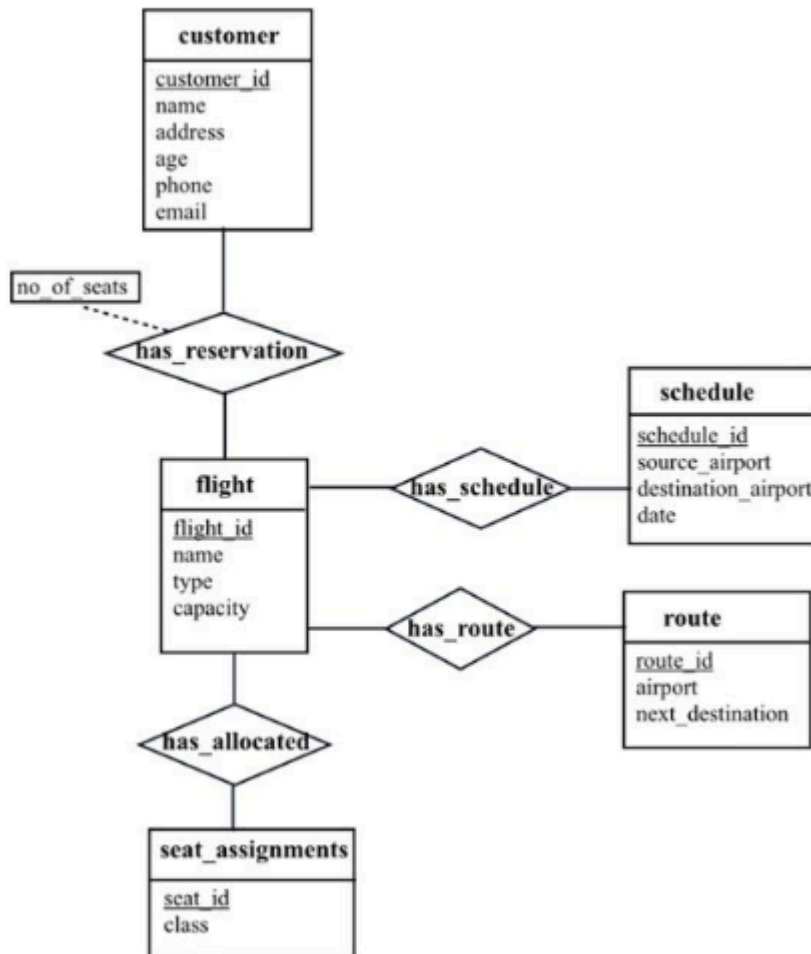 customer
customer_id
name
address
age
phone
email
no_of_seats
has_reservation
flight
flight_id
name
type
capacity
has_schedule
schedule
schedule_id
source_airport
destination_airport
date
has_route
route
route_id
airport
next_destination
has_allocated
seat_assignments
seat_id
class